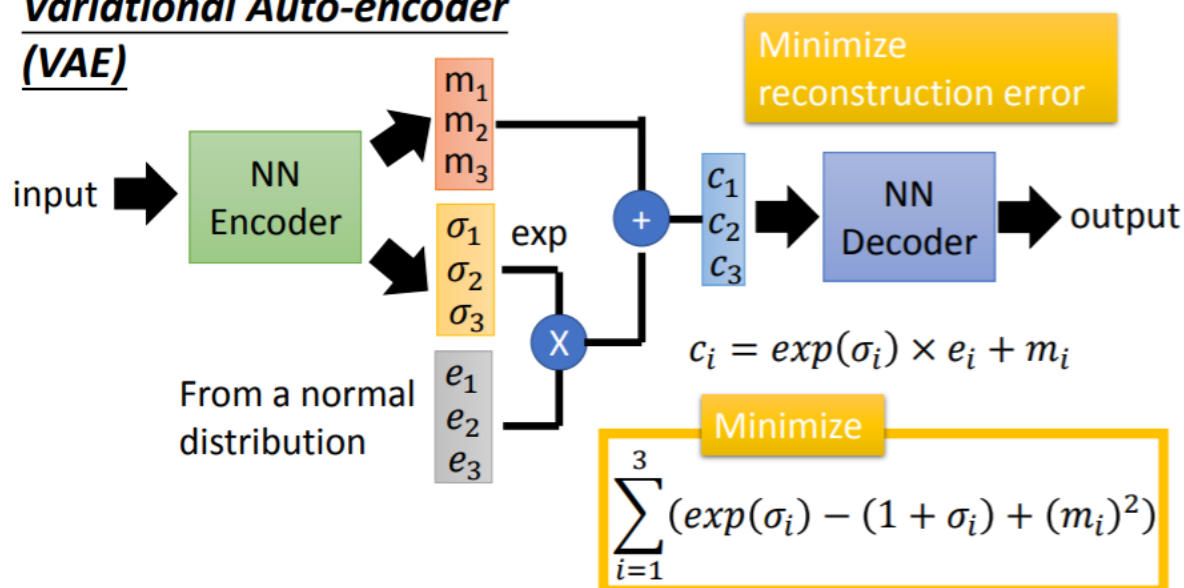 Variational Auto-encoder
(VAE)
Minimize
reconstruction error
input
NN
Encoder
m₁
m₂
m₃
σ₁
σ₂
σ₃
exp
From a normal
distribution
e₁
e₂
e₃
X
+
c₁
c₂
c₃
NN
Decoder
output
cᵢ = exp(σᵢ) × eᵢ + mᵢ
Minimize
∑³ᵢ₌₁(exp(σᵢ) − (1 + σᵢ) + (mᵢ)²)